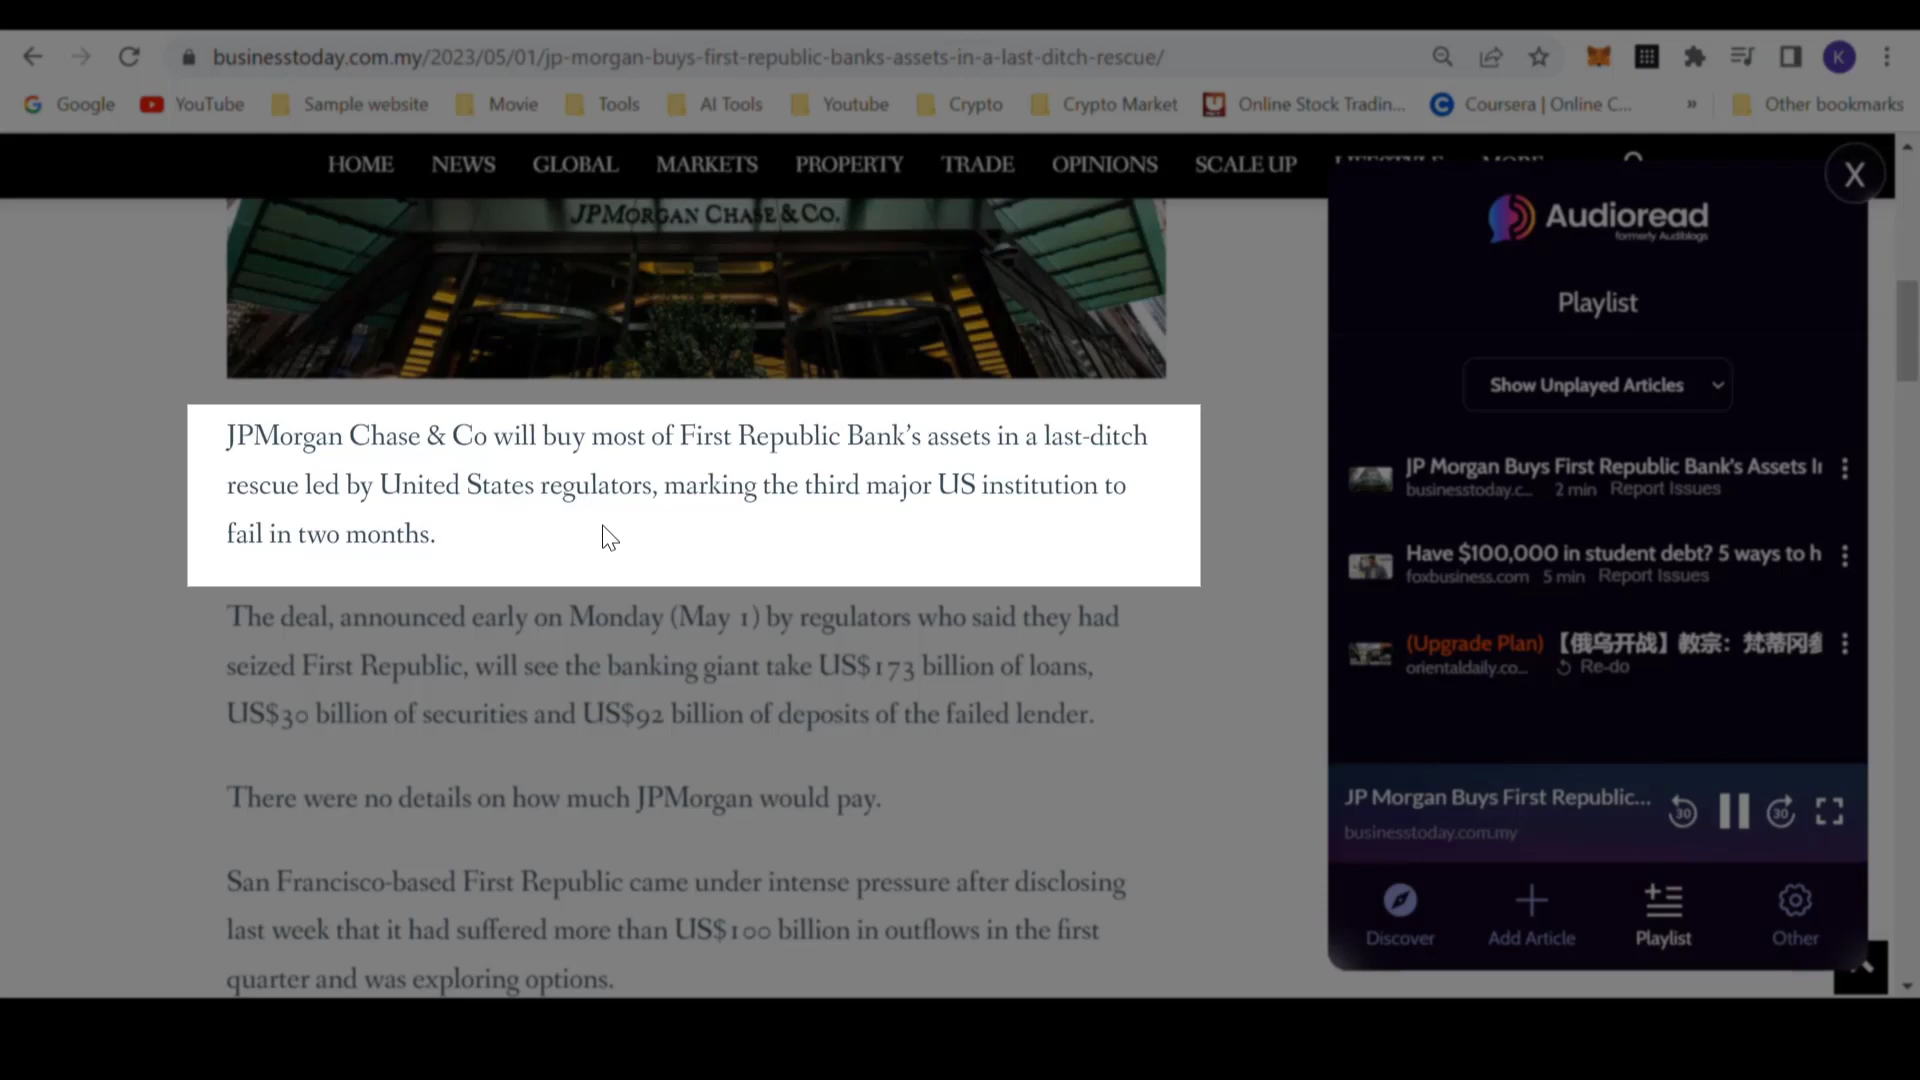 businesstoday.com.my/2023/05/01/jp-morgan-buys-first-republic-banks-assets-in-a-last-ditch-rescue/
K
Google YouTube Sample website Movie Tools AI Tools Youtube Crypto Crypto Market Online Stock Tradin... Coursera | Online C... » Other bookmarks
HOME NEWS GLOBAL MARKETS PROPERTY TRADE OPINIONS SCALE UP
X
JPMORGAN CHASE & CO.
Audioread
formerly Audiblogs
Playlist
Show Unplayed Articles
JPMorgan Chase & Co will buy most of First Republic Bank’s assets in a last-ditch
rescue led by United States regulators, marking the third major US institution to
fail in two months.
The deal, announced early on Monday (May 1) by regulators who said they had
seized First Republic, will see the banking giant take US$173 billion of loans,
US$30 billion of securities and US$92 billion of deposits of the failed lender.
There were no details on how much JPMorgan would pay.
San Francisco-based First Republic came under intense pressure after disclosing
last week that it had suffered more than US$100 billion in outflows in the first
quarter and was exploring options.
JP Morgan Buys First Republic Bank's Assets I
businesstoday.c... 2 min Report Issues
Have $100,000 in student debt? 5 ways to h
foxbusiness.com 5 min Report Issues
(Upgrade Plan) 【俄乌开战】教宗：梵蒂冈
orientaldaily.co... Re-do
JP Morgan Buys First Republic...
businesstoday.com.my
30 30
Discover Add Article Playlist Other